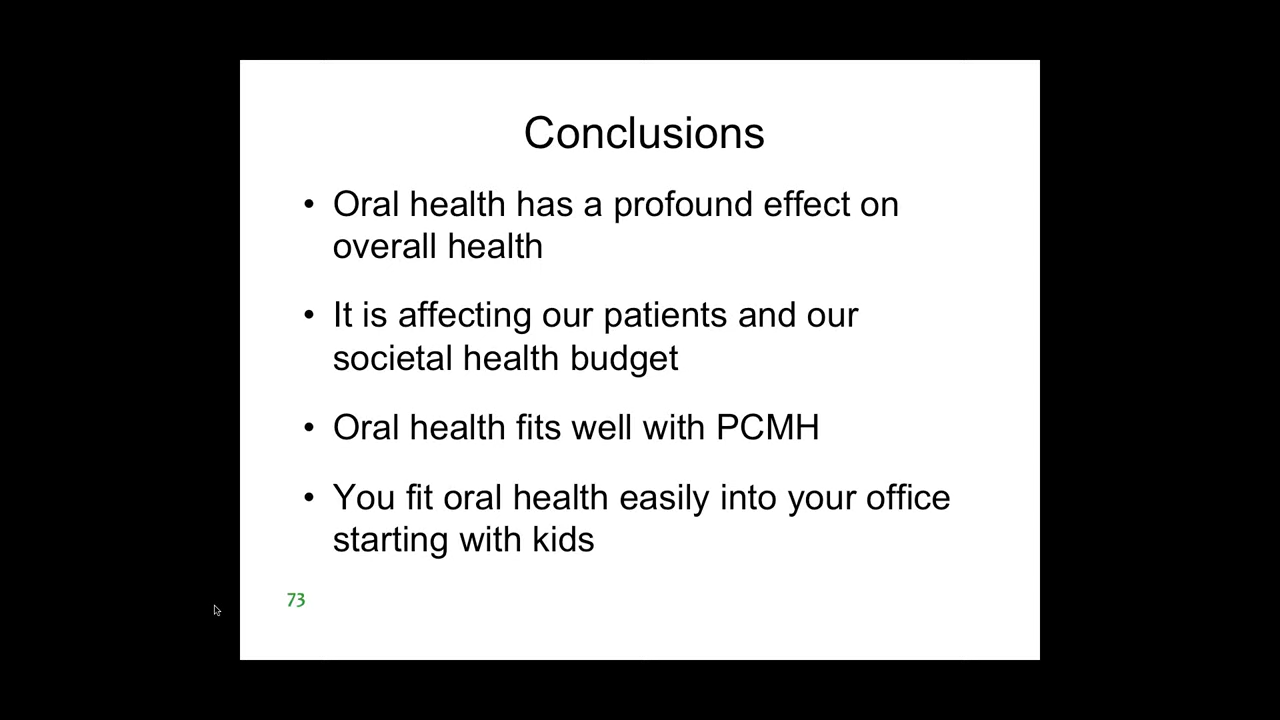 Conclusions
• Oral health has a profound effect on
overall health
• It is affecting our patients and our
societal health budget
• Oral health fits well with PCMH
• You fit oral health easily into your office
starting with kids
73